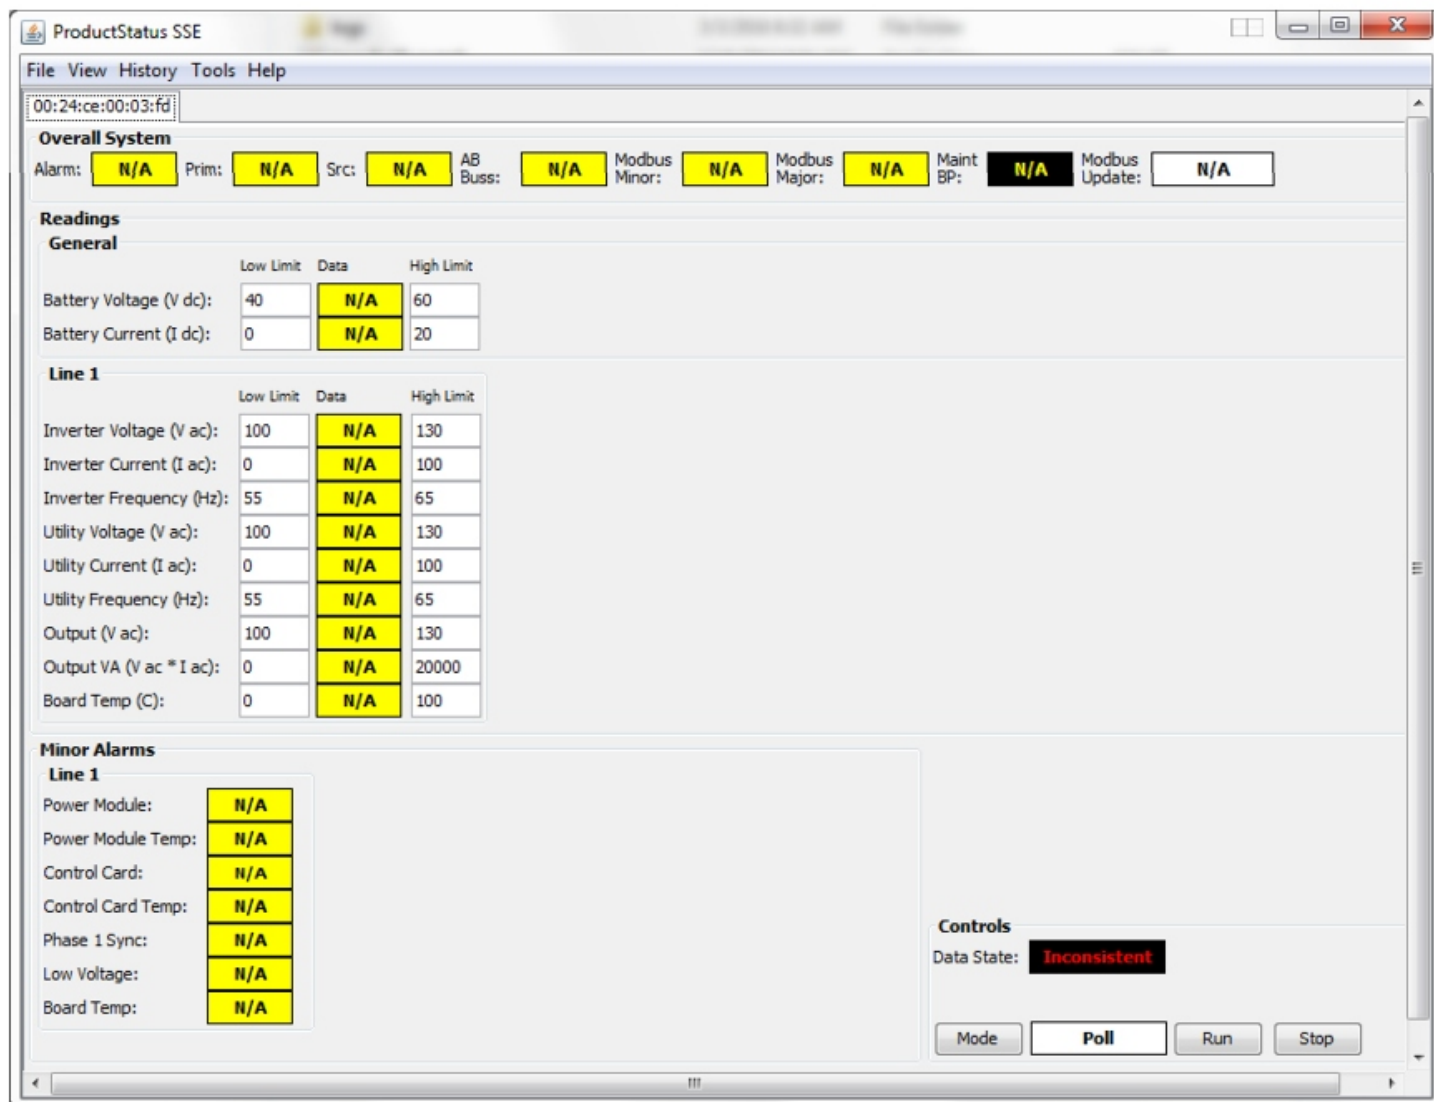 ProductStatus SSE
File View History Tools Help
00:24:ce:00:03:fd
Overall System
Alarm: N/A Prim: N/A Src: N/A AB Buss: N/A Modbus Minor: N/A Modbus Major: N/A Maint BP: N/A Modbus Update: N/A
Readings
General
Low Limit Data High Limit
Battery Voltage (V dc): 40 N/A 60
Battery Current (I dc): 0 N/A 20
Line 1
Low Limit Data High Limit
Inverter Voltage (V ac): 100 N/A 130
Inverter Current (I ac): 0 N/A 100
Inverter Frequency (Hz): 55 N/A 65
Utility Voltage (V ac): 100 N/A 130
Utility Current (I ac): 0 N/A 100
Utility Frequency (Hz): 55 N/A 65
Output (V ac): 100 N/A 130
Output VA (V ac * I ac): 0 N/A 20000
Board Temp (C): 0 N/A 100
Minor Alarms
Line 1
Power Module: N/A
Power Module Temp: N/A
Control Card: N/A
Control Card Temp: N/A
Phase 1 Sync: N/A
Low Voltage: N/A
Board Temp: N/A
Controls
Data State: Inconsistent
Mode Poll Run Stop